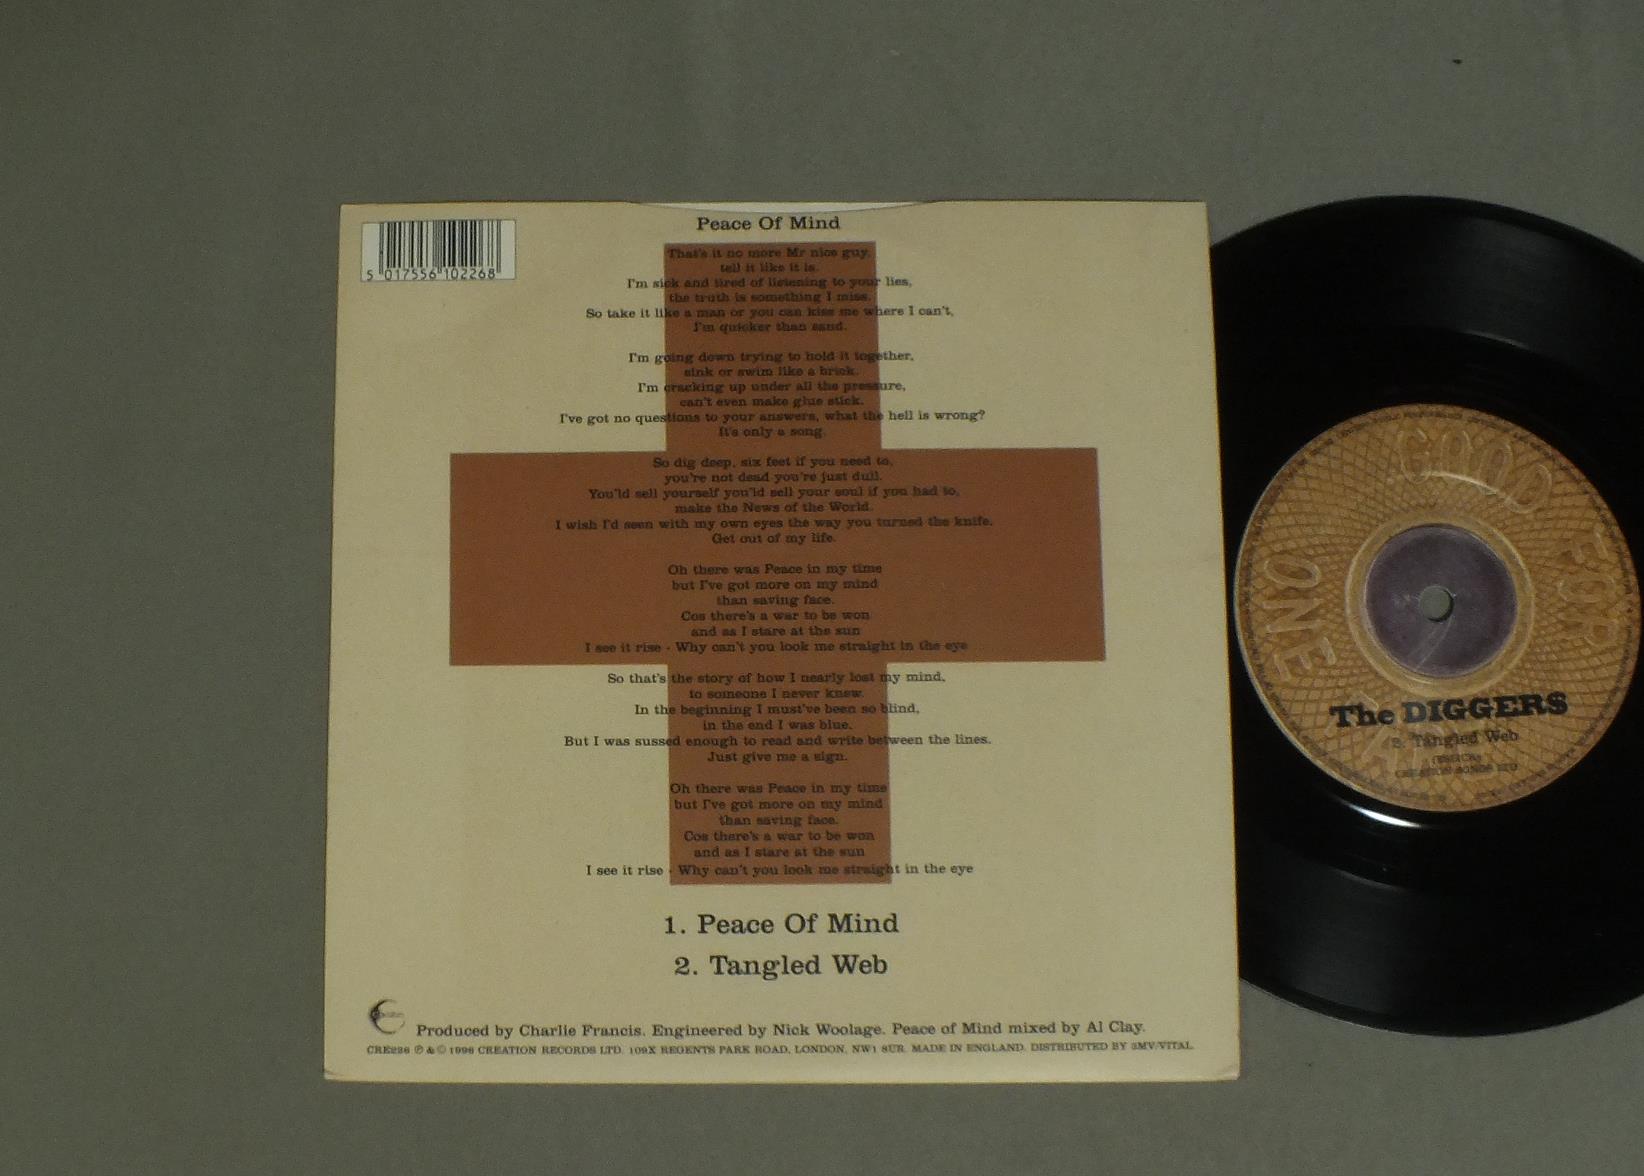 Peace Of Mind
5 017556 102268
That's it no more Mr nice guy,
tell it like it is.
I'm sick and tired of listening to your lies,
the truth is something I miss.
So take it like a man or you can kiss me where I can't,
I'm quicker than sand.
I'm going down trying to hold it together,
sink or swim like a brick.
I'm cracking up under all the pressure,
can't even make glue stick.
I've got no questions to your answers, what the hell is wrong?
It's only a song.
So dig deep, six feet if you need to,
you're not dead you're just dull.
You'ld sell yourself you'ld sell your soul if you had to,
make the News of the World.
I wish I'd seen with my own eyes the way you turned the knife.
Get out of my life.
Oh there was Peace in my time
but I've got more on my mind
than saving face.
Cos there's a war to be won
and as I stare at the sun
I see it rise - Why can't you look me straight in the eye
So that's the story of how I nearly lost my mind,
to someone I never knew.
In the beginning I must've been so blind,
in the end I was blue.
But I was sussed enough to read and write between the lines.
Just give me a sign.
Oh there was Peace in my time
but I've got more on my mind
than saving face.
Cos there's a war to be won
and as I stare at the sun
I see it rise - Why can't you look me straight in the eye
1. Peace Of Mind
2. Tangled Web
Produced by Charlie Francis. Engineered by Nick Woolage. Peace of Mind mixed by Al Clay.
CRE226 ℗ & © 1996 CREATION RECORDS LTD. 109X REGENTS PARK ROAD, LONDON, NW1 8UR. MADE IN ENGLAND. DISTRIBUTED BY 3MV/VITAL
GOOD FOR ONE
The DIGGER$
2. Tangled Web
CREATION SONGS LTD